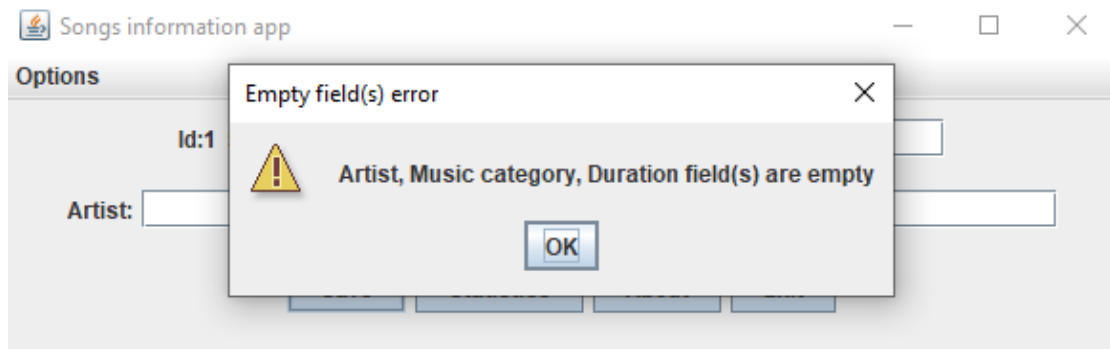 Songs information app
Options
Empty field(s) error
Id:1
Artist, Music category, Duration field(s) are empty
Artist:
OK